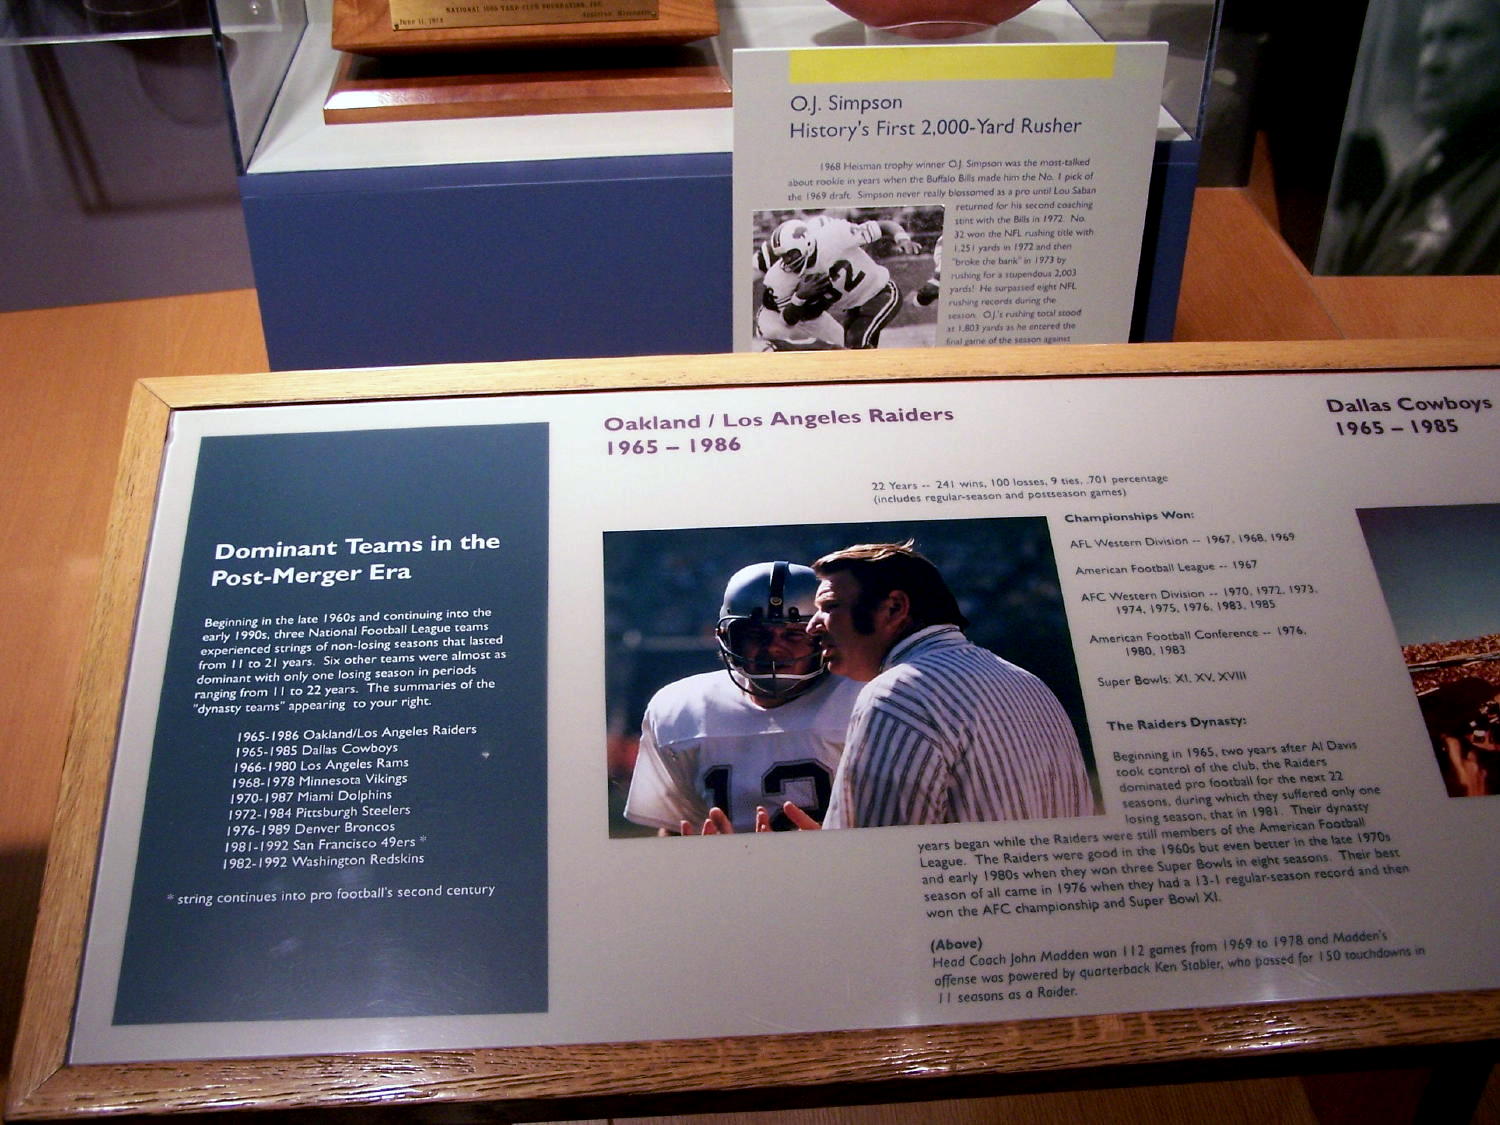 NATIONAL 1000 YARD CLUB FOUNDATION, INC.
June 11, 1974
Appleton, Wisconsin
O.J. Simpson
History's First 2,000-Yard Rusher
1968 Heisman trophy winner O.J. Simpson was the most-talked
about rookie in years when the Buffalo Bills made him the No. 1 pick of
the 1969 draft. Simpson never really blossomed as a pro until Lou Saban
returned for his second coaching
stint with the Bills in 1972. No.
32 won the NFL rushing title with
1,251 yards in 1972 and then
"broke the bank" in 1973 by
rushing for a stupendous 2,003
yards! He surpassed eight NFL
rushing records during the
season. O.J.'s rushing total stood
at 1,803 yards as he entered the
final game of the season against
32
Dominant Teams in the
Post-Merger Era
Beginning in the late 1960s and continuing into the
early 1990s, three National Football League teams
experienced strings of non-losing seasons that lasted
from 11 to 21 years. Six other teams were almost as
dominant with only one losing season in periods
ranging from 11 to 22 years. The summaries of the
"dynasty teams" appearing to your right.
1965-1986 Oakland/Los Angeles Raiders
1965-1985 Dallas Cowboys
1966-1980 Los Angeles Rams
1968-1978 Minnesota Vikings
1970-1987 Miami Dolphins
1972-1984 Pittsburgh Steelers
1976-1989 Denver Broncos
1981-1992 San Francisco 49ers *
1982-1992 Washington Redskins
* string continues into pro football's second century
Oakland / Los Angeles Raiders
1965 – 1986
22 Years -- 241 wins, 100 losses, 9 ties, .701 percentage
(includes regular-season and postseason games)
12
Championships Won:
AFL Western Division -- 1967, 1968, 1969
American Football League -- 1967
AFC Western Division -- 1970, 1972, 1973,
1974, 1975, 1976, 1983, 1985
American Football Conference -- 1976,
1980, 1983
Super Bowls: XI, XV, XVIII
The Raiders Dynasty:
Beginning in 1965, two years after Al Davis
took control of the club, the Raiders
dominated pro football for the next 22
seasons, during which they suffered only one
losing season, that in 1981. Their dynasty
years began while the Raiders were still members of the American Football
League. The Raiders were good in the 1960s but even better in the late 1970s
and early 1980s when they won three Super Bowls in eight seasons. Their best
season of all came in 1976 when they had a 13-1 regular-season record and then
won the AFC championship and Super Bowl XI.
(Above)
Head Coach John Madden won 112 games from 1969 to 1978 and Madden's
offense was powered by quarterback Ken Stabler, who passed for 150 touchdowns in
11 seasons as a Raider.
Dallas Cowboys
1965 – 1985